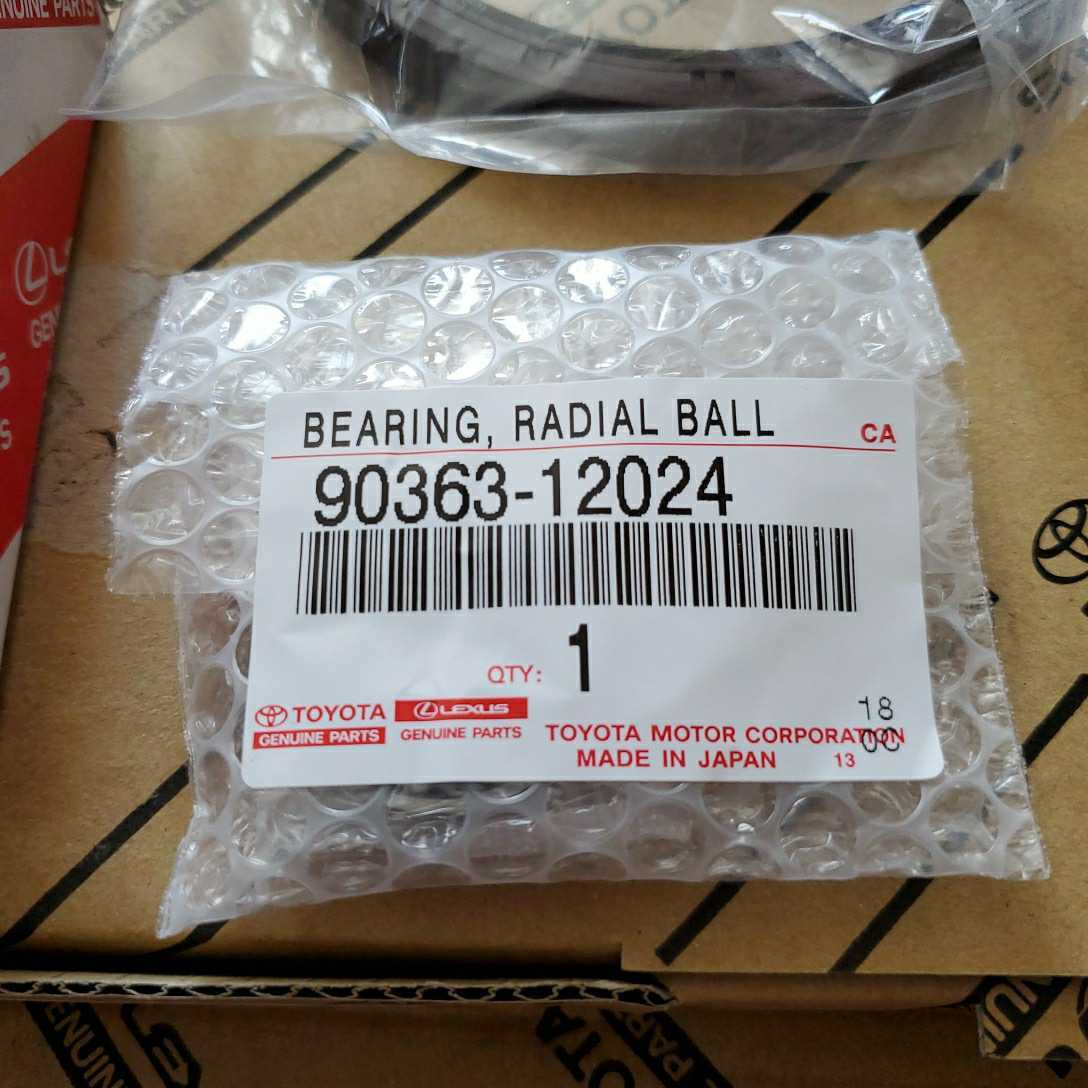 BEARING, RADIAL BALL
CA
90363-12024
QTY: 1
TOYOTA
GENUINE PARTS
LEXUS
GENUINE PARTS
TOYOTA MOTOR CORPORATION
MADE IN JAPAN 13
18
0C